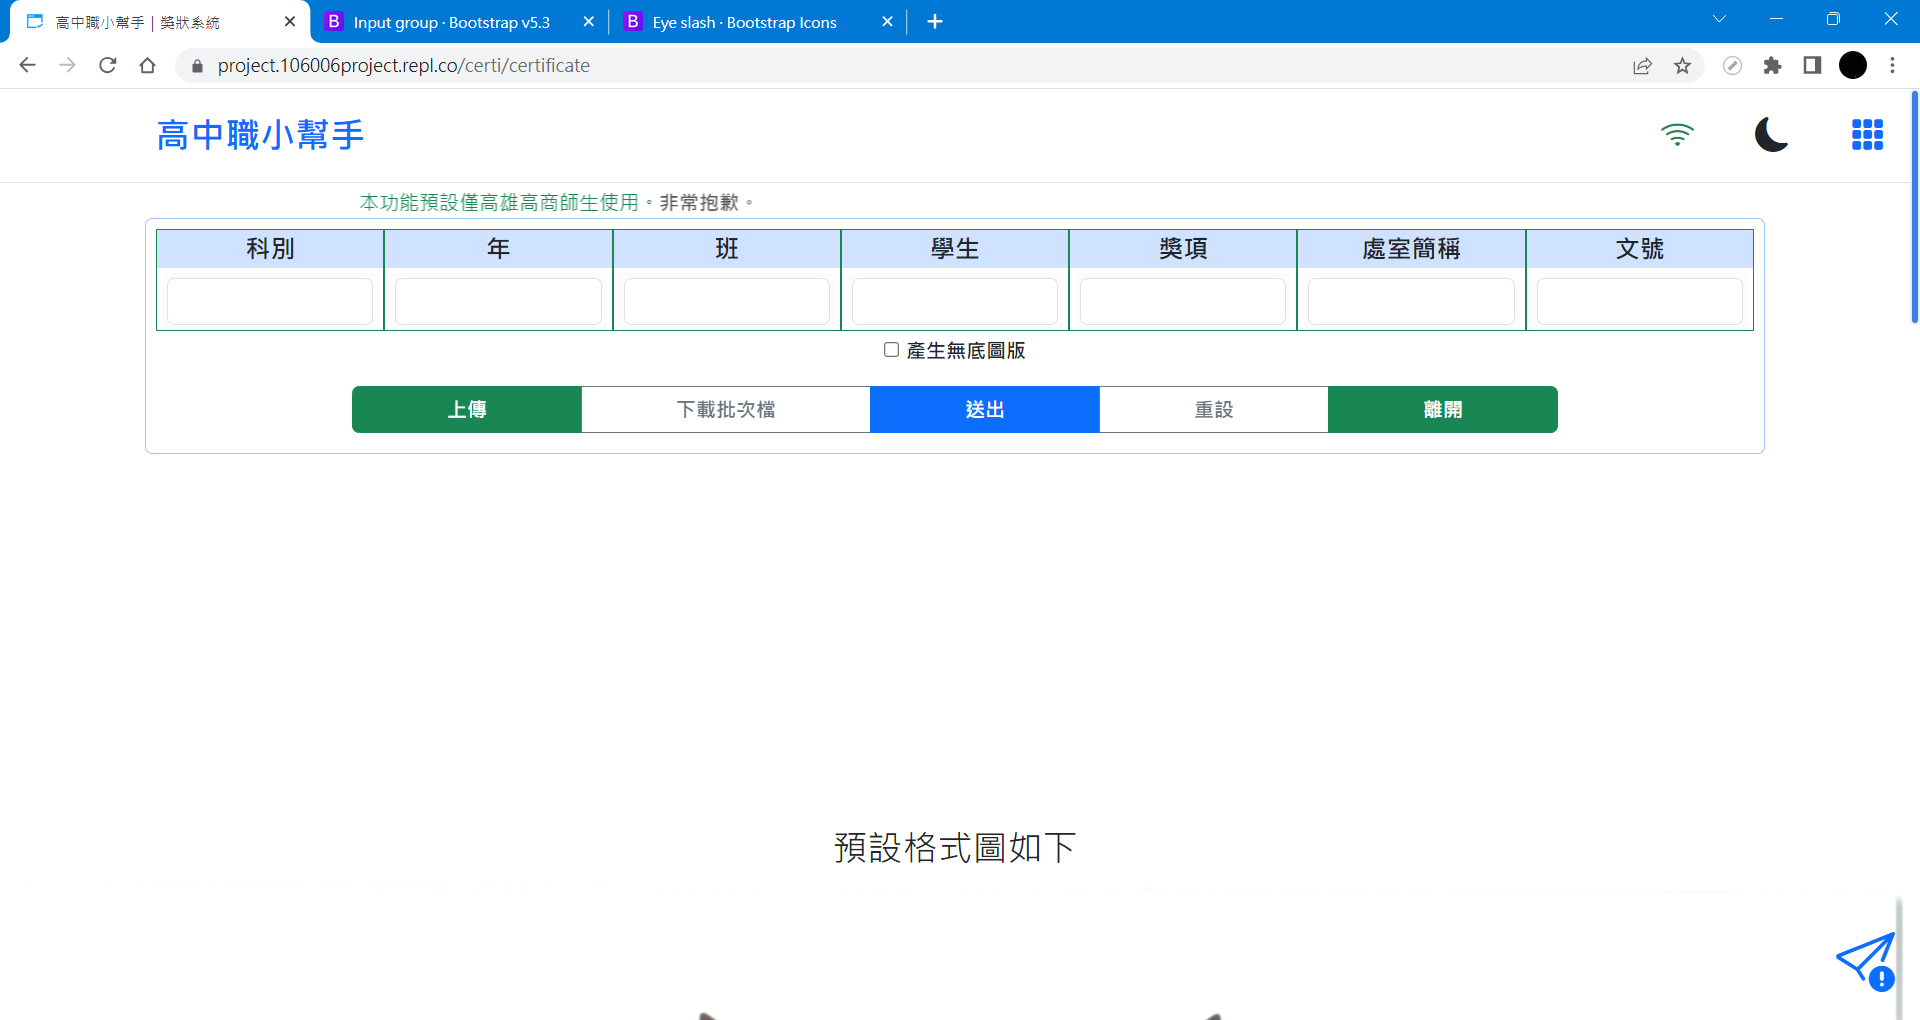 高中職小幫手 | 獎狀系統
Input group · Bootstrap v5.3
Eye slash · Bootstrap Icons
project.106006project.repl.co/certi/certificate
高中職小幫手
本功能預設僅高雄高商師生使用。非常抱歉。
科別 年 班 學生 獎項 處室簡稱 文號
產生無底圖版
上傳 下載批次檔 送出 重設 離開
預設格式圖如下